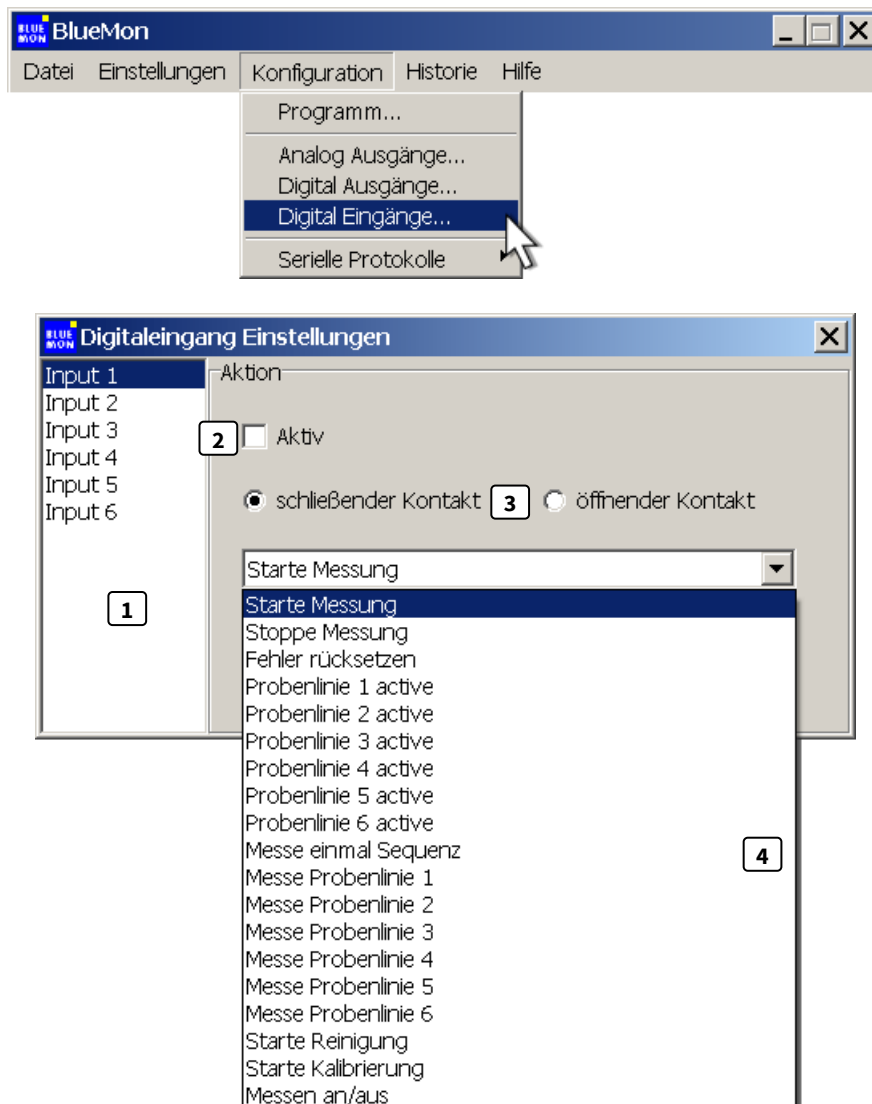 BLUE MON BlueMon
Datei Einstellungen Konfiguration Historie Hilfe
Programm...
Analog Ausgänge...
Digital Ausgänge...
Digital Eingänge...
Serielle Protokolle
BLUE MON Digitaleingang Einstellungen
Input 1
Input 2
Input 3
Input 4
Input 5
Input 6
1
Aktion
2 Aktiv
schließender Kontakt 3 öffnender Kontakt
Starte Messung
Starte Messung
Stoppe Messung
Fehler rücksetzen
Probenlinie 1 active
Probenlinie 2 active
Probenlinie 3 active
Probenlinie 4 active
Probenlinie 5 active
Probenlinie 6 active
Messe einmal Sequenz
4
Messe Probenlinie 1
Messe Probenlinie 2
Messe Probenlinie 3
Messe Probenlinie 4
Messe Probenlinie 5
Messe Probenlinie 6
Starte Reinigung
Starte Kalibrierung
Messen an/aus